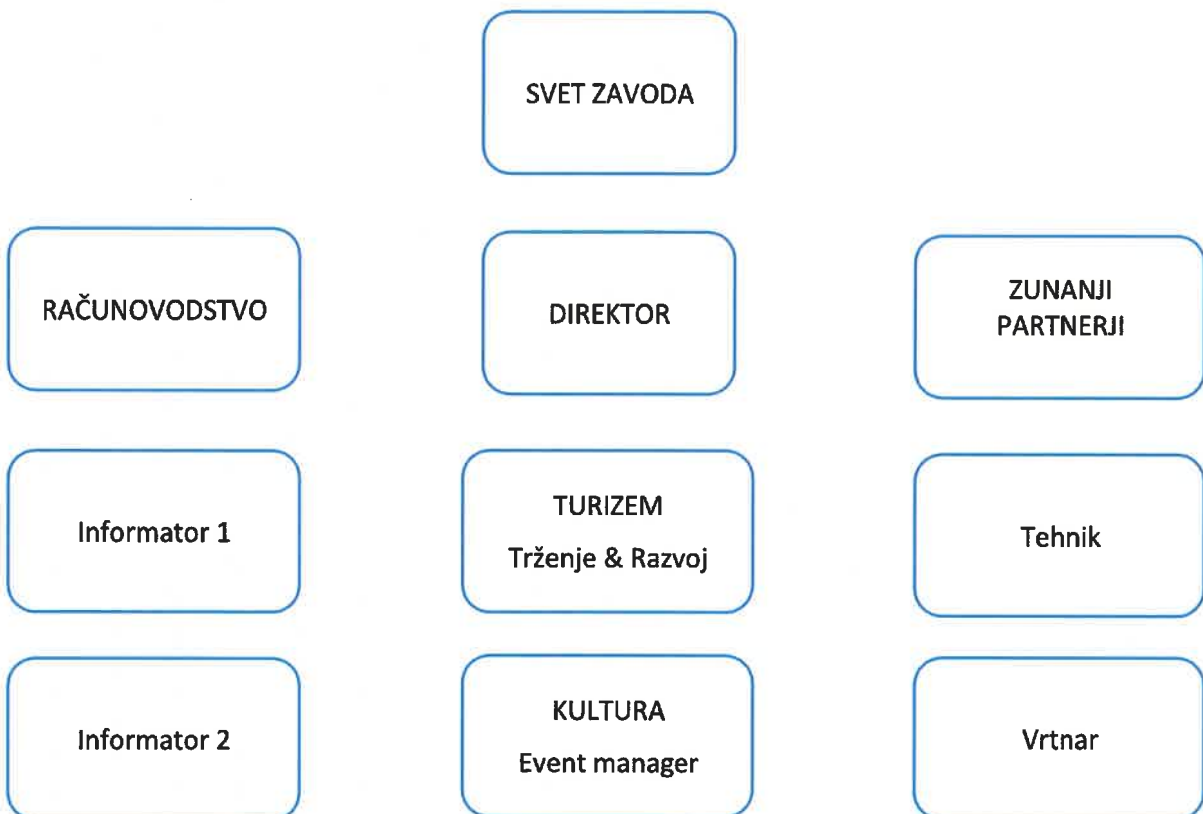 SVET ZAVODA
RAČUNOVODSTVO
DIREKTOR
ZUNANJI
PARTNERJI
Informator 1
TURIZEM
Trženje & Razvoj
Tehnik
Informator 2
KULTURA
Event manager
Vrtnar